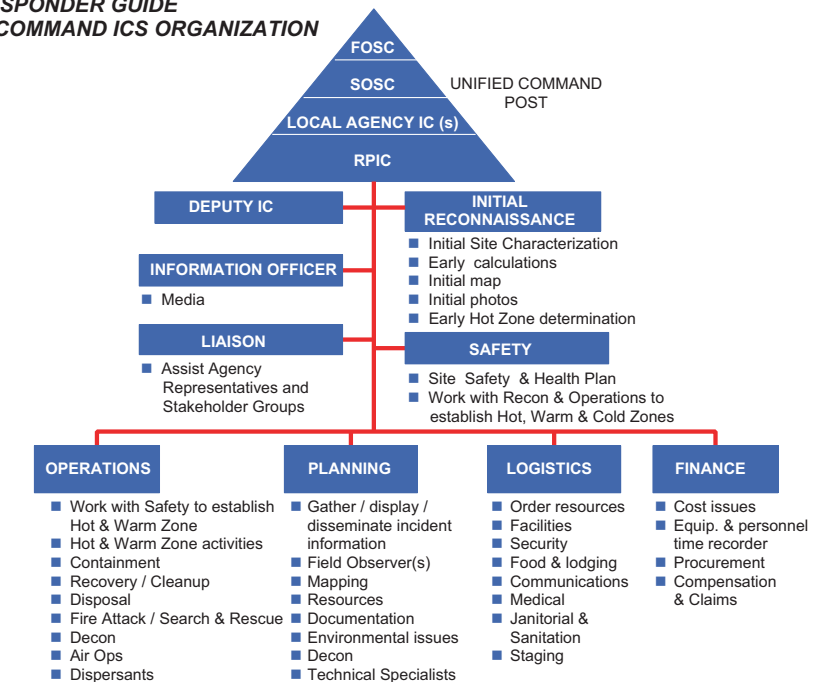 SPONDER GUIDE
COMMAND ICS ORGANIZATION
FOSC
SOSC
LOCAL AGENCY IC (s)
RPIC
UNIFIED COMMAND
POST
DEPUTY IC
INITIAL
RECONNAISSANCE
Initial Site Characterization
Early calculations
Initial map
Initial photos
Early Hot Zone determination
INFORMATION OFFICER
Media
LIAISON
Assist Agency
Representatives and
Stakeholder Groups
SAFETY
Site Safety & Health Plan
Work with Recon & Operations to
establish Hot, Warm & Cold Zones
OPERATIONS
Work with Safety to establish
Hot & Warm Zone
Hot & Warm Zone activities
Containment
Recovery / Cleanup
Disposal
Fire Attack / Search & Rescue
Decon
Air Ops
Dispersants
PLANNING
Gather / display /
disseminate incident
information
Field Observer(s)
Mapping
Resources
Documentation
Environmental issues
Decon
Technical Specialists
LOGISTICS
Order resources
Facilities
Security
Food & lodging
Communications
Medical
Janitorial &
Sanitation
Staging
FINANCE
Cost issues
Equip. & personnel
time recorder
Procurement
Compensation
& Claims